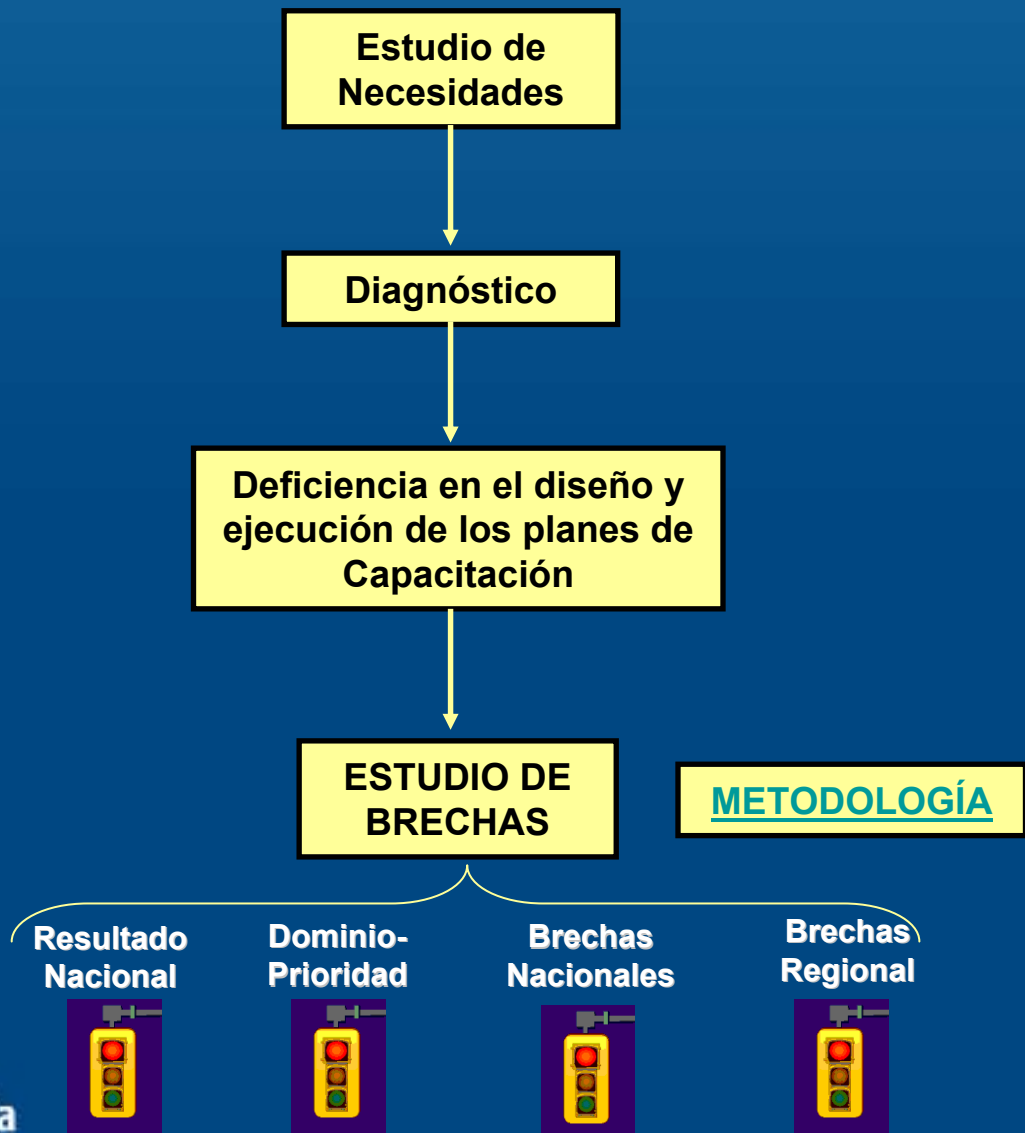 Estudio de
Necesidades
Diagnóstico
Deficiencia en el diseño y
ejecución de los planes de
Capacitación
ESTUDIO DE
BRECHAS
METODOLOGÍA
Resultado
Nacional
Dominio-
Prioridad
Brechas
Nacionales
Brechas
Regional
a